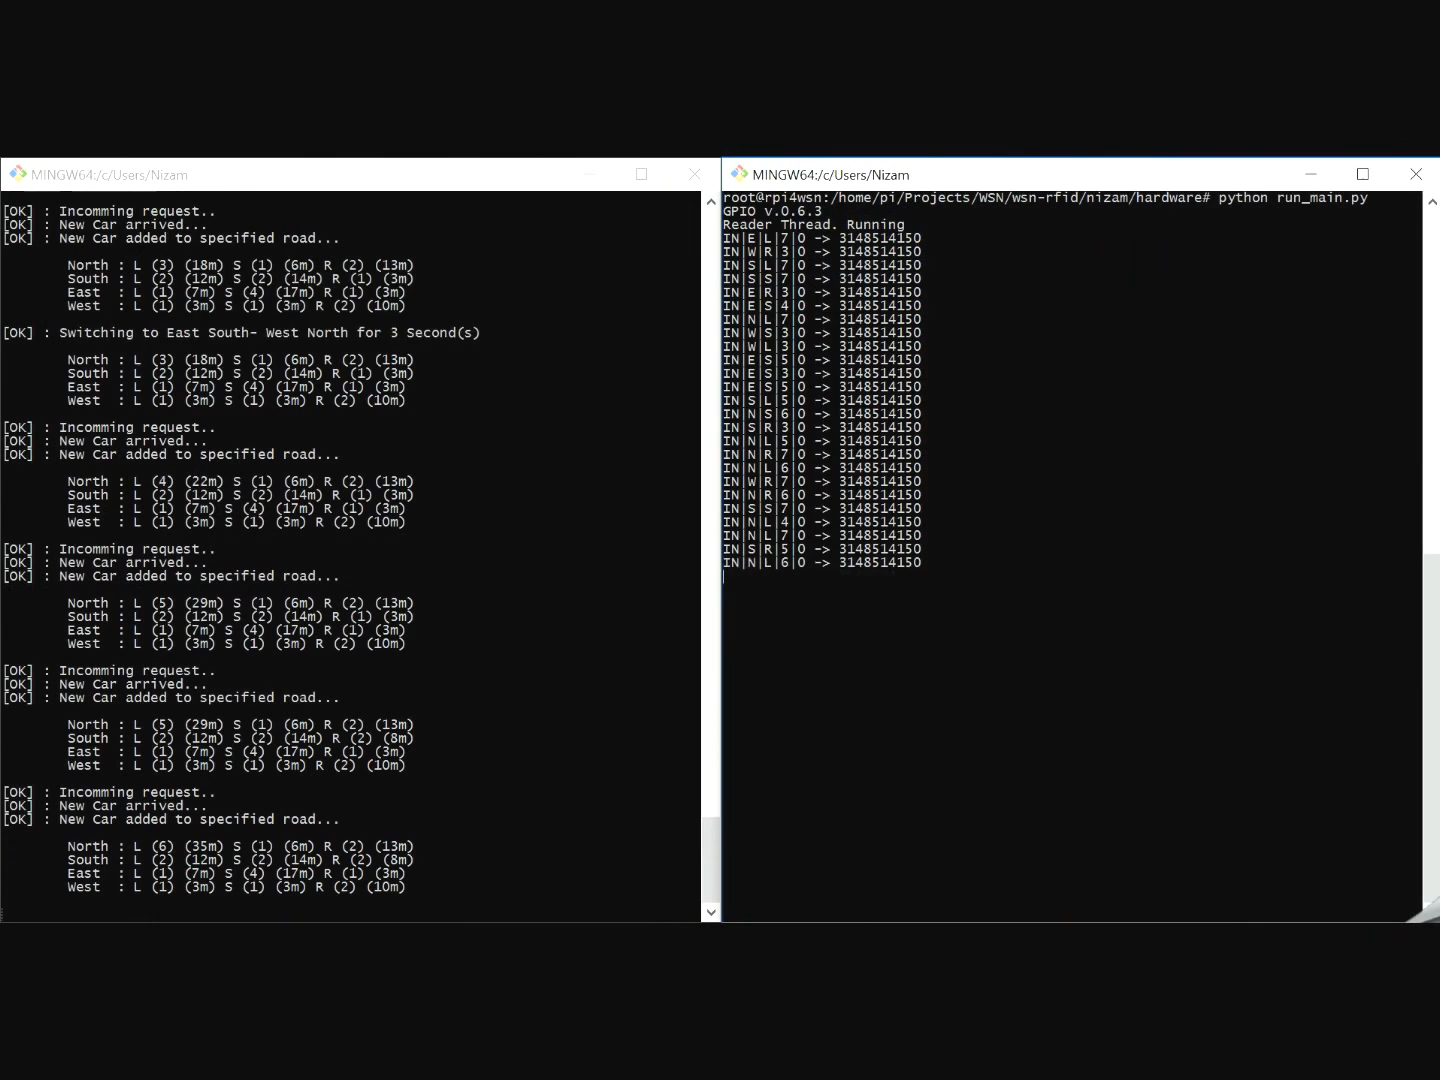 MINGW64:/c/Users/Nizam
[OK] : Incomming request..
[OK] : New Car arrived...
[OK] : New Car added to specified road...
North : L (3) (18m) S (1) (6m) R (2) (13m)
South : L (2) (12m) S (2) (14m) R (1) (3m)
East  : L (1) (7m) S (4) (17m) R (1) (3m)
West  : L (1) (3m) S (1) (3m) R (2) (10m)
[OK] : Switching to East South- West North for 3 Second(s)
North : L (3) (18m) S (1) (6m) R (2) (13m)
South : L (2) (12m) S (2) (14m) R (1) (3m)
East  : L (1) (7m) S (4) (17m) R (1) (3m)
West  : L (1) (3m) S (1) (3m) R (2) (10m)
[OK] : Incomming request..
[OK] : New Car arrived...
[OK] : New Car added to specified road...
North : L (4) (22m) S (1) (6m) R (2) (13m)
South : L (2) (12m) S (2) (14m) R (1) (3m)
East  : L (1) (7m) S (4) (17m) R (1) (3m)
West  : L (1) (3m) S (1) (3m) R (2) (10m)
[OK] : Incomming request..
[OK] : New Car arrived...
[OK] : New Car added to specified road...
North : L (5) (29m) S (1) (6m) R (2) (13m)
South : L (2) (12m) S (2) (14m) R (1) (3m)
East  : L (1) (7m) S (4) (17m) R (1) (3m)
West  : L (1) (3m) S (1) (3m) R (2) (10m)
[OK] : Incomming request..
[OK] : New Car arrived...
[OK] : New Car added to specified road...
North : L (5) (29m) S (1) (6m) R (2) (13m)
South : L (2) (12m) S (2) (14m) R (2) (8m)
East  : L (1) (7m) S (4) (17m) R (1) (3m)
West  : L (1) (3m) S (1) (3m) R (2) (10m)
[OK] : Incomming request..
[OK] : New Car arrived...
[OK] : New Car added to specified road...
North : L (6) (35m) S (1) (6m) R (2) (13m)
South : L (2) (12m) S (2) (14m) R (2) (8m)
East  : L (1) (7m) S (4) (17m) R (1) (3m)
West  : L (1) (3m) S (1) (3m) R (2) (10m)
MINGW64:/c/Users/Nizam
root@rpi4wsn:/home/pi/Projects/WSN/wsn-rfid/nizam/hardware# python run_main.py
GPIO v.0.6.3
Reader Thread. Running
IN|E|L|7|0 -> 3148514150
IN|W|R|3|0 -> 3148514150
IN|S|L|7|0 -> 3148514150
IN|S|S|7|0 -> 3148514150
IN|E|R|3|0 -> 3148514150
IN|E|S|4|0 -> 3148514150
IN|N|L|7|0 -> 3148514150
IN|W|S|3|0 -> 3148514150
IN|W|L|3|0 -> 3148514150
IN|E|S|5|0 -> 3148514150
IN|E|S|3|0 -> 3148514150
IN|E|S|5|0 -> 3148514150
IN|S|L|5|0 -> 3148514150
IN|N|S|6|0 -> 3148514150
IN|S|R|3|0 -> 3148514150
IN|N|L|5|0 -> 3148514150
IN|N|R|7|0 -> 3148514150
IN|N|L|6|0 -> 3148514150
IN|W|R|7|0 -> 3148514150
IN|N|R|6|0 -> 3148514150
IN|S|S|7|0 -> 3148514150
IN|N|L|4|0 -> 3148514150
IN|N|L|7|0 -> 3148514150
IN|S|R|5|0 -> 3148514150
IN|N|L|6|0 -> 3148514150